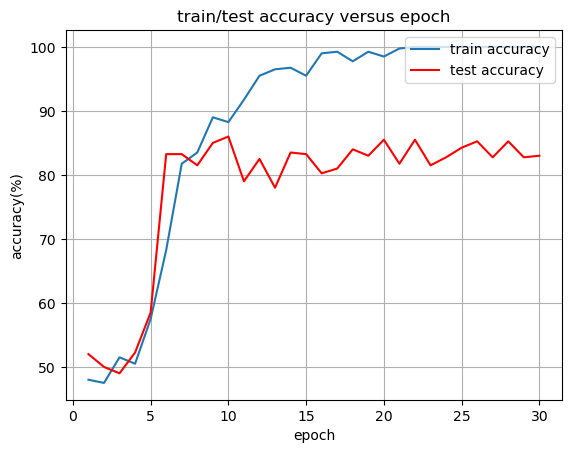 train/test accuracy versus epoch
100
90
80
70
60
50
accuracy(%)
train accuracy
test accuracy
0
5
10
15
20
25
30
epoch